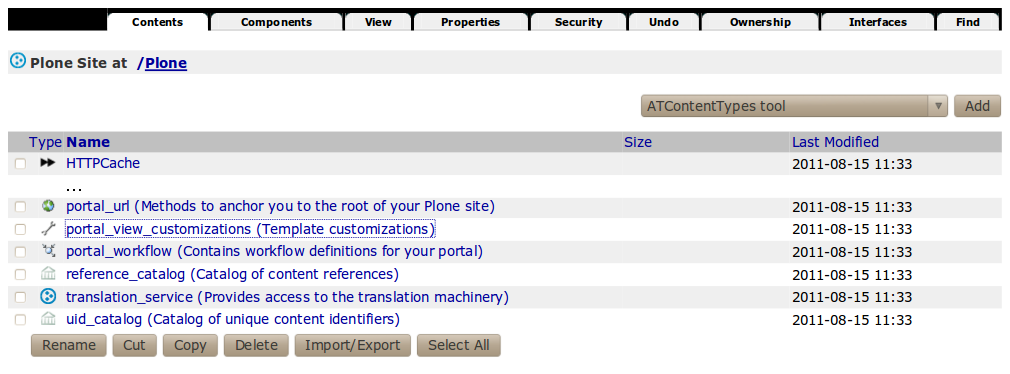 Contents Components View Properties Security Undo Ownership Interfaces Find
Plone Site at /Plone
ATContentTypes tool Add
Type Name Size Last Modified
HTTPCache 2011-08-15 11:33
...
portal_url (Methods to anchor you to the root of your Plone site) 2011-08-15 11:33
portal_view_customizations (Template customizations) 2011-08-15 11:33
portal_workflow (Contains workflow definitions for your portal) 2011-08-15 11:33
reference_catalog (Catalog of content references) 2011-08-15 11:33
translation_service (Provides access to the translation machinery) 2011-08-15 11:33
uid_catalog (Catalog of unique content identifiers) 2011-08-15 11:33
Rename Cut Copy Delete Import/Export Select All